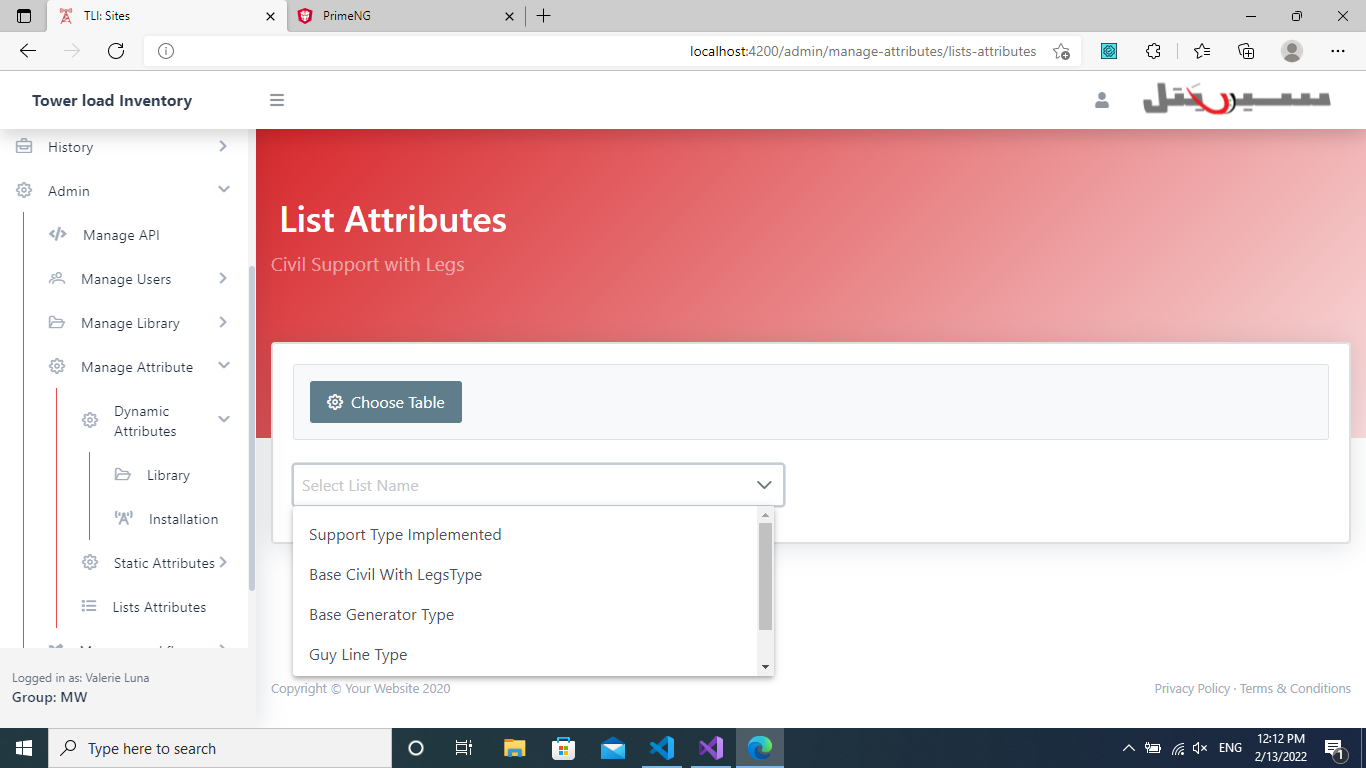 TLI: Sites
PrimeNG
localhost:4200/admin/manage-attributes/lists-attributes
Tower load Inventory
سيريتل
History
Admin
Manage API
Manage Users
Manage Library
Manage Attribute
Dynamic
Attributes
Library
Installation
Static Attributes
Lists Attributes
Logged in as: Valerie Luna
Group: MW
List Attributes
Civil Support with Legs
Choose Table
Select List Name
Support Type Implemented
Base Civil With LegsType
Base Generator Type
Guy Line Type
Copyright © Your Website 2020
Privacy Policy · Terms & Conditions
Type here to search
ENG
12:12 PM
2/13/2022
1